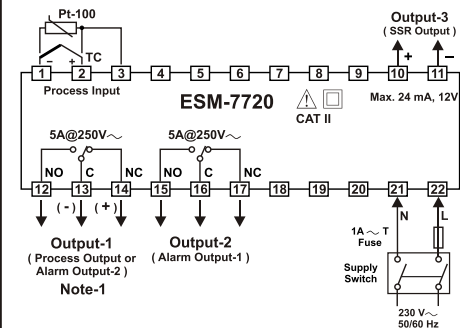 Pt-100
TC
- +
1 2 3 4 5 6 7 8 9 10 11
Process Input
Output-3
( SSR Output )
+ -
Max. 24 mA, 12V
ESM-7720
CAT II
5A@250V～
5A@250V～
NO C NC NO C NC
12 13 14 15 16 17 18 19 20 21 22
(-) (+)
N L
Output-1
( Process Output or
Alarm Output-2 )
Note-1
Output-2
( Alarm Output-1 )
1A ～ T
Fuse
Supply
Switch
230 V～
50/60 Hz